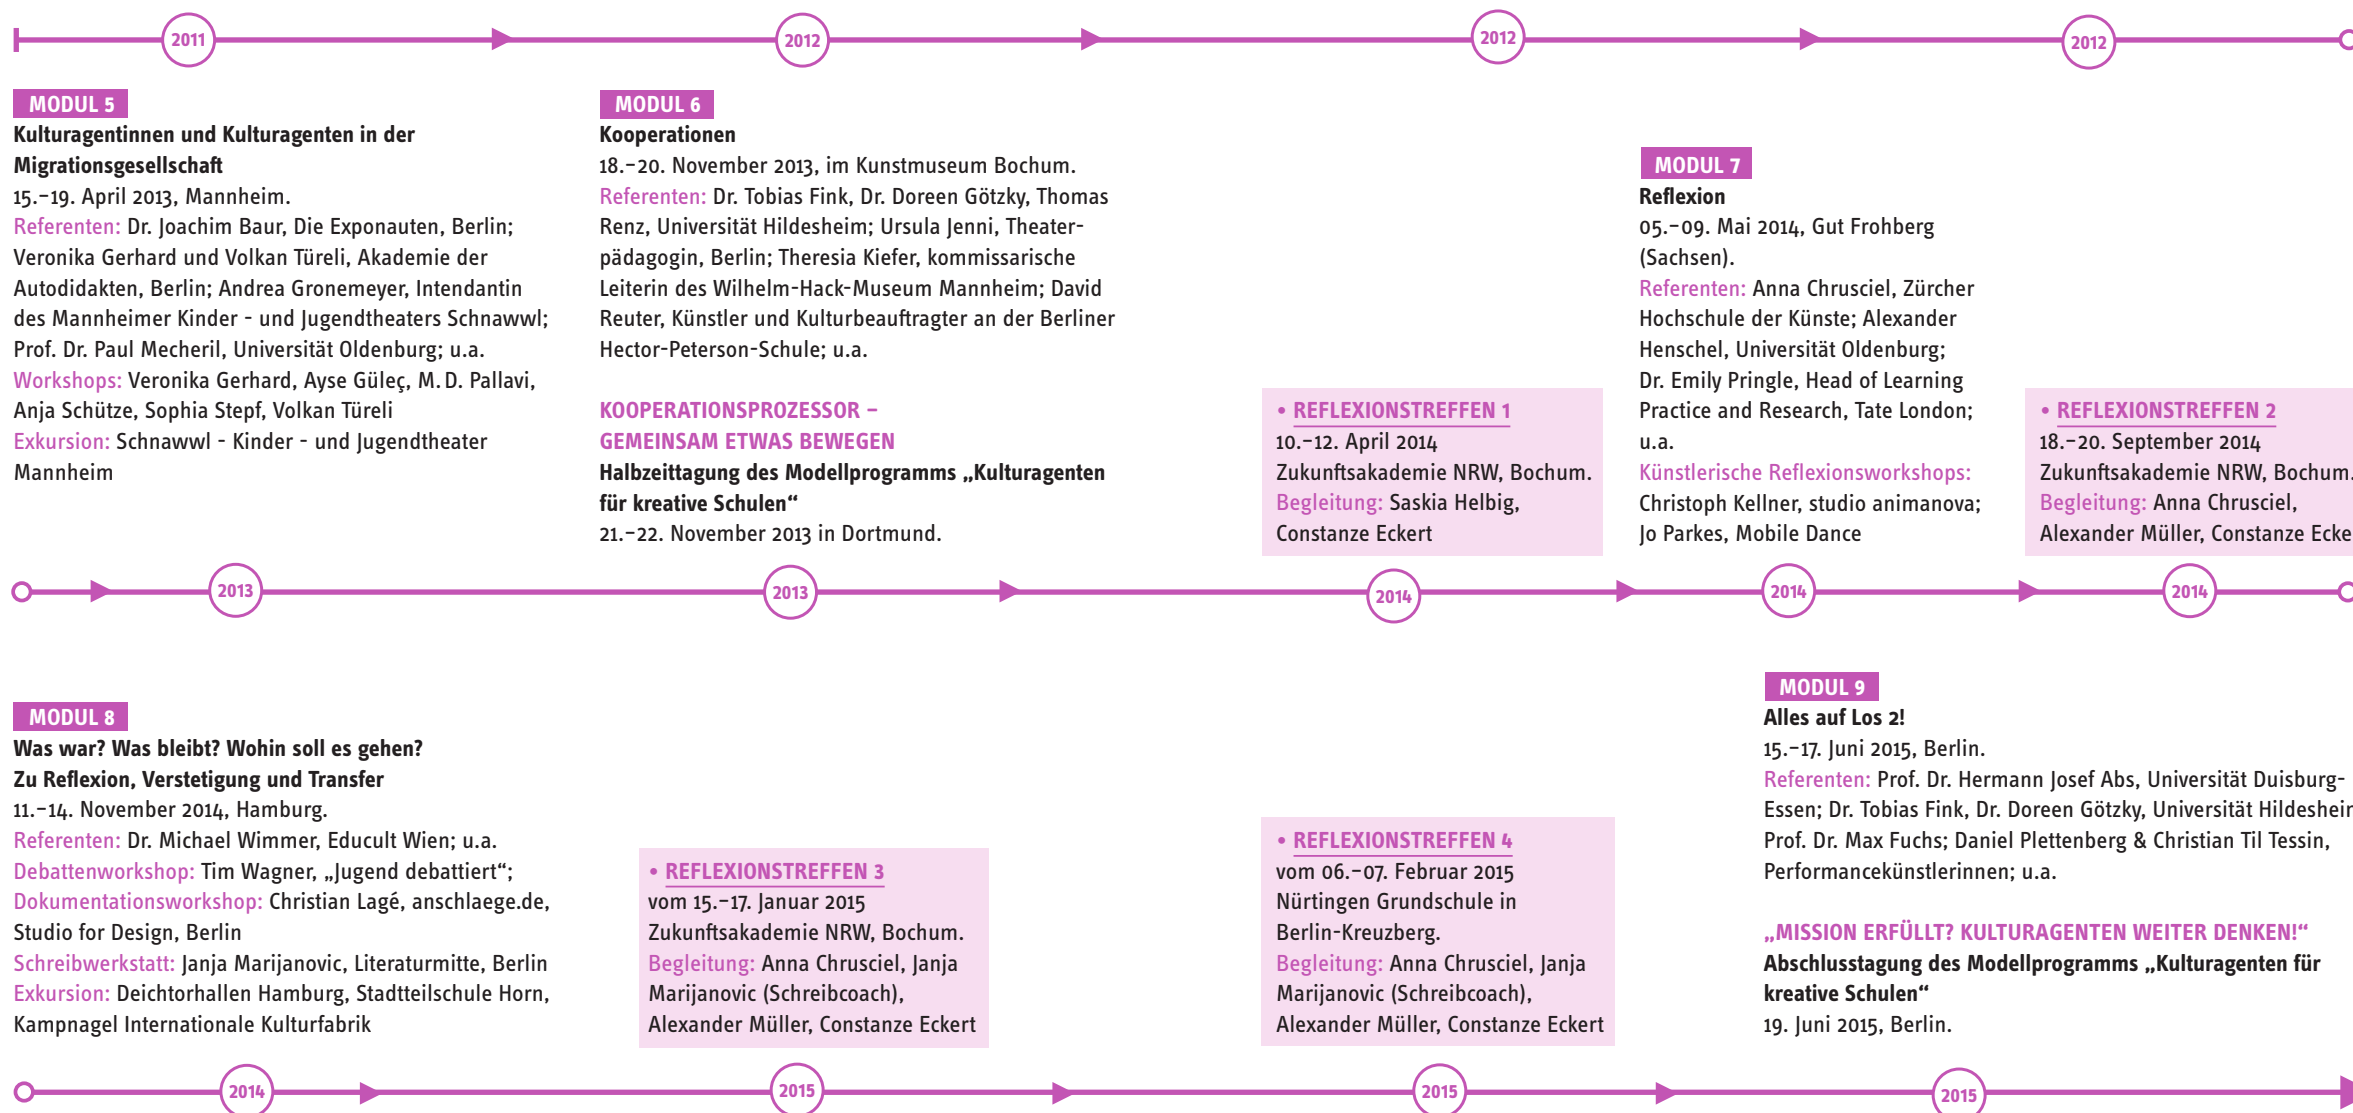 2011
2012
2012
2012
MODUL 5
Kulturagentinnen und Kulturagenten in der
Migrationsgesellschaft
15.–19. April 2013, Mannheim.
Referenten: Dr. Joachim Baur, Die Exponauten, Berlin;
Veronika Gerhard und Volkan Türeli, Akademie der
Autodidakten, Berlin; Andrea Gronemeyer, Intendantin
des Mannheimer Kinder - und Jugendtheaters Schnawwl;
Prof. Dr. Paul Mecheril, Universität Oldenburg; u.a.
Workshops: Veronika Gerhard, Ayse Güleç, M. D. Pallavi,
Anja Schütze, Sophia Stepf, Volkan Türeli
Exkursion: Schnawwl - Kinder - und Jugendtheater
Mannheim
MODUL 6
Kooperationen
18.–20. November 2013, im Kunstmuseum Bochum.
Referenten: Dr. Tobias Fink, Dr. Doreen Götzky, Thomas
Renz, Universität Hildesheim; Ursula Jenni, Theater-
pädagogin, Berlin; Theresia Kiefer, kommissarische
Leiterin des Wilhelm-Hack-Museum Mannheim; David
Reuter, Künstler und Kulturbeauftragter an der Berliner
Hector-Peterson-Schule; u.a.
KOOPERATIONSPROZESSOR –
GEMEINSAM ETWAS BEWEGEN
Halbzeittagung des Modellprogramms „Kulturagenten
für kreative Schulen“
21.–22. November 2013 in Dortmund.
• REFLEXIONSTREFFEN 1
10.–12. April 2014
Zukunftsakademie NRW, Bochum.
Begleitung: Saskia Helbig,
Constanze Eckert
MODUL 7
Reflexion
05.–09. Mai 2014, Gut Frohberg
(Sachsen).
Referenten: Anna Chrusciel, Zürcher
Hochschule der Künste; Alexander
Henschel, Universität Oldenburg;
Dr. Emily Pringle, Head of Learning
Practice and Research, Tate London;
u.a.
Künstlerische Reflexionsworkshops:
Christoph Kellner, studio animanova;
Jo Parkes, Mobile Dance
• REFLEXIONSTREFFEN 2
18.–20. September 2014
Zukunftsakademie NRW, Bochum.
Begleitung: Anna Chrusciel,
Alexander Müller, Constanze
2013
2013
2014
2014
2014
MODUL 8
Was war? Was bleibt? Wohin soll es gehen?
Zu Reflexion, Verstetigung und Transfer
11.–14. November 2014, Hamburg.
Referenten: Dr. Michael Wimmer, Educult Wien; u.a.
Debattenworkshop: Tim Wagner, „Jugend debattiert“;
Dokumentationsworkshop: Christian Lagé, anschlaege.de,
Studio for Design, Berlin
Schreibwerkstatt: Janja Marijanovic, Literaturmitte, Berlin
Exkursion: Deichtorhallen Hamburg, Stadtteilschule Horn,
Kampnagel Internationale Kulturfabrik
• REFLEXIONSTREFFEN 3
vom 15.–17. Januar 2015
Zukunftsakademie NRW, Bochum.
Begleitung: Anna Chrusciel, Janja
Marijanovic (Schreibcoach),
Alexander Müller, Constanze Eckert
• REFLEXIONSTREFFEN 4
vom 06.–07. Februar 2015
Nürtingen Grundschule in
Berlin-Kreuzberg.
Begleitung: Anna Chrusciel, Janja
Marijanovic (Schreibcoach),
Alexander Müller, Constanze Eckert
MODUL 9
Alles auf Los 2!
15.–17. Juni 2015, Berlin.
Referenten: Prof. Dr. Hermann Josef Abs, Universität Duisburg-
Essen; Dr. Tobias Fink, Dr. Doreen Götzky, Universität
Prof. Dr. Max Fuchs; Daniel Plettenberg & Christian Til Tessin,
Performancekünstlerinnen; u.a.
„MISSION ERFÜLLT? KULTURAGENTEN WEITER DENKEN!“
Abschlusstagung des Modellprogramms „Kulturagenten für
kreative Schulen“
19. Juni 2015, Berlin.
2014
2015
2015
2015